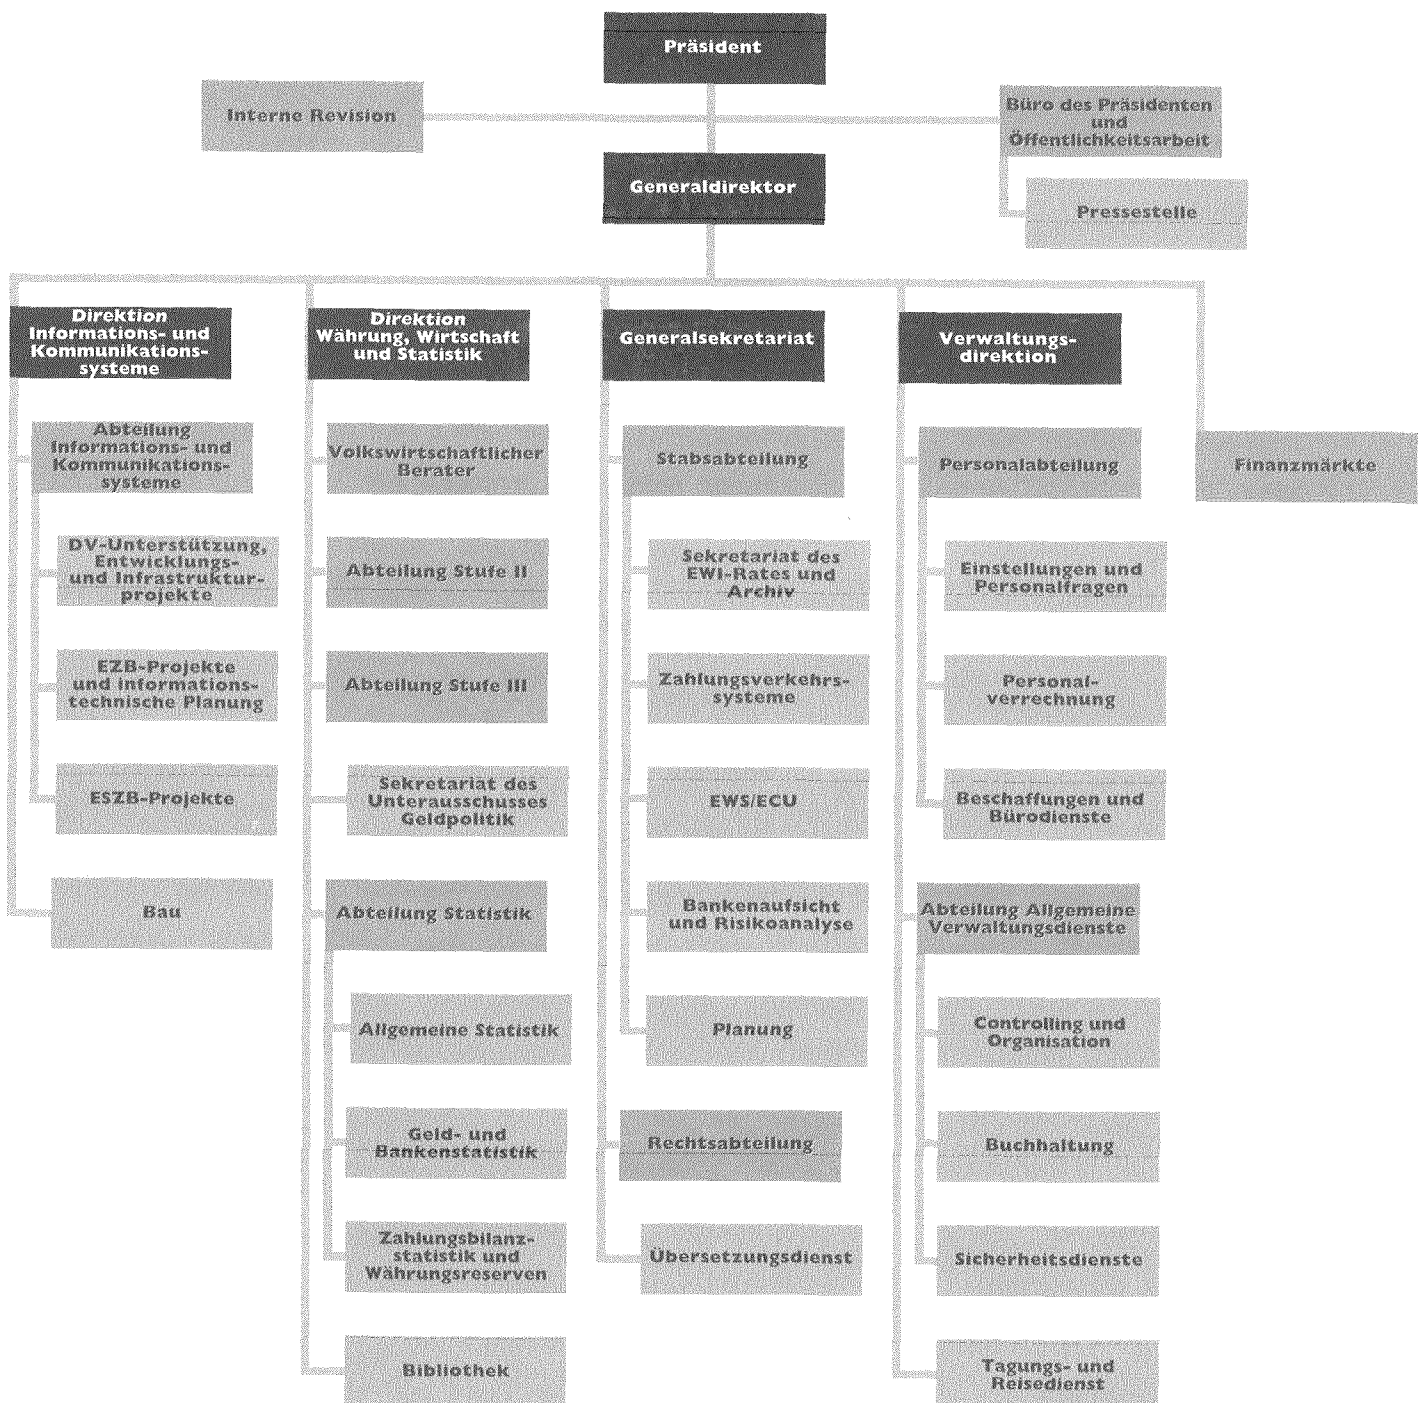 Präsident
Interne Revision
Büro des Präsidenten
und
Öffentlichkeitsarbeit
Generaldirektor
Pressestelle
Direktion
Informations- und
Kommunikations-
systeme
Abteilung
Informations- und
Kommunikations-
systeme
DV-Unterstützung,
Entwicklungs-
und Infrastruktur-
projekte
EZB-Projekte
und informations-
technische Planung
ESZB-Projekte
Bau
Direktion
Währung, Wirtschaft
und Statistik
Volkswirtschaftlicher
Berater
Abteilung Stufe II
Abteilung Stufe III
Sekretariat des
Unterausschusses
Geldpolitik
Abteilung Statistik
Allgemeine Statistik
Geld- und
Bankenstatistik
Zahlungsbilanz-
statistik und
Währungsreserven
Bibliothek
Generalsekretariat
Stabsabteilung
Sekretariat des
EWI-Rates und
Archiv
Zahlungsverkehrs-
systeme
EWS/ECU
Bankenaufsicht
und Risikoanalyse
Planung
Rechtsabteilung
Übersetzungsdienst
Verwaltungs-
direktion
Personalabteilung
Einstellungen und
Personalfragen
Personal-
verrechnung
Beschaffungen und
Bürodienste
Abteilung Allgemeine
Verwaltungsdienste
Controlling und
Organisation
Buchhaltung
Sicherheitsdienste
Tagungs- und
Reisedienst
Finanzmärkte